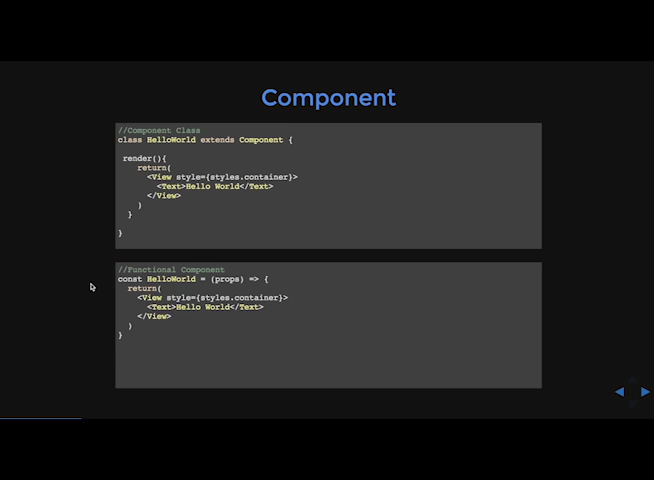 Component
//Component Class
class HelloWorld extends Component {
render(){
return(
<View style={styles.container}>
<Text>Hello World</Text>
</View>
)
}
}
//Functional Component
const HelloWorld = (props) => {
return(
<View style={styles.container}>
<Text>Hello World</Text>
</View>
)
}